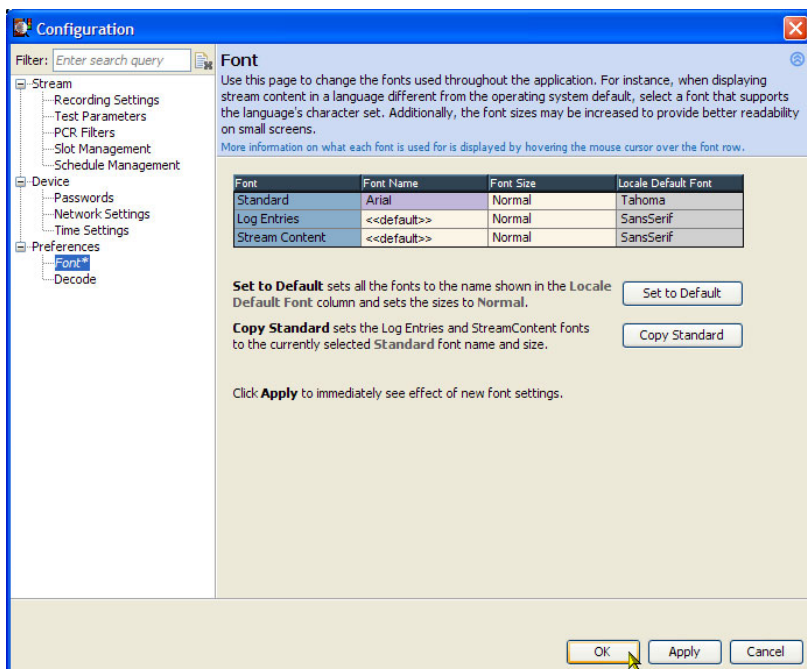 Configuration
Filter: Enter search query
Stream
Recording Settings
Test Parameters
PCR Filters
Slot Management
Schedule Management
Device
Passwords
Network Settings
Time Settings
Preferences
Font*
Decode
Font
Use this page to change the fonts used throughout the application. For instance, when displaying
stream content in a language different from the operating system default, select a font that supports
the language's character set. Additionally, the font sizes may be increased to provide better readability
on small screens.
More information on what each font is used for is displayed by hovering the mouse cursor over the font row.
Font Font Name Font Size Locale Default Font
Standard Arial Normal Tahoma
Log Entries <<default>> Normal SansSerif
Stream Content <<default>> Normal SansSerif
Set to Default sets all the fonts to the name shown in the Locale
Default Font column and sets the sizes to Normal.
Set to Default
Copy Standard sets the Log Entries and StreamContent fonts
to the currently selected Standard font name and size.
Copy Standard
Click Apply to immediately see effect of new font settings.
OK Apply Cancel